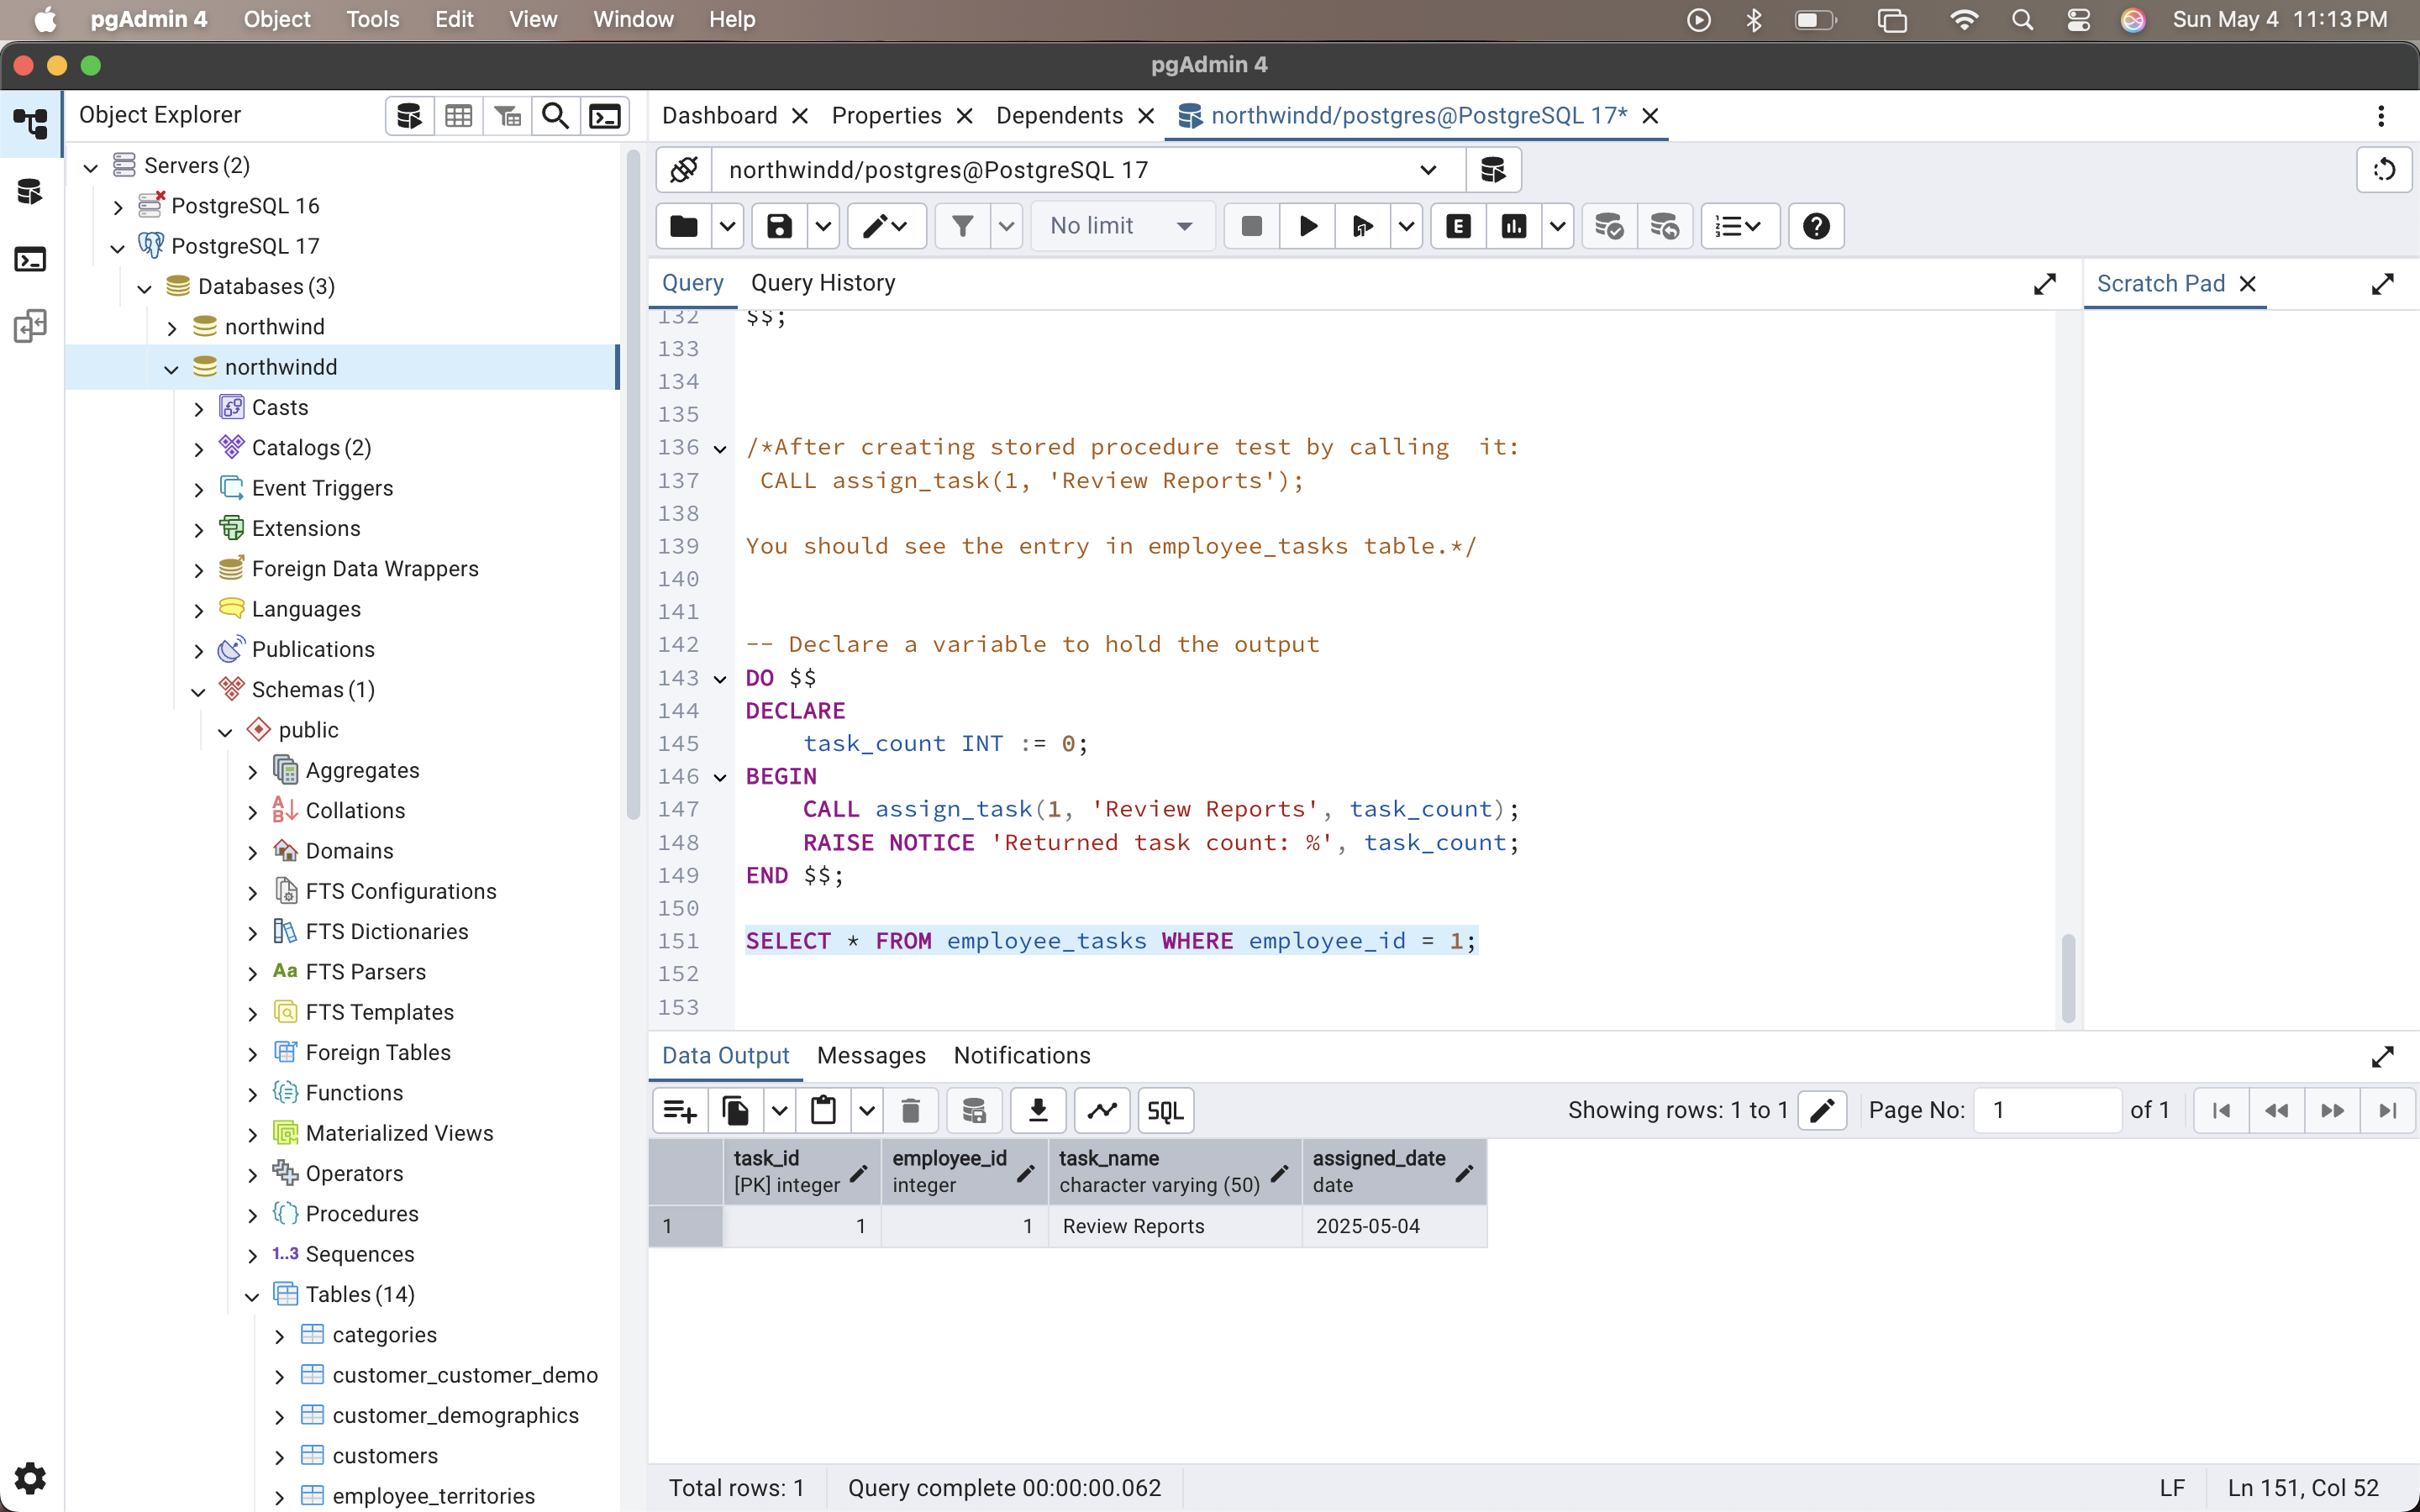 pgAdmin 4 Object Tools Edit View Window Help Sun May 4 11:13 PM
pgAdmin 4
Object Explorer
Servers (2)
PostgreSQL 16
PostgreSQL 17
Databases (3)
northwind
northwindd
Casts
Catalogs (2)
Event Triggers
Extensions
Foreign Data Wrappers
Languages
Publications
Schemas (1)
public
Aggregates
Collations
Domains
FTS Configurations
FTS Dictionaries
Aa FTS Parsers
FTS Templates
Foreign Tables
Functions
Materialized Views
Operators
Procedures
1..3 Sequences
Tables (14)
categories
customer_customer_demo
customer_demographics
customers
employee_territories
Dashboard Properties Dependents northwindd/postgres@PostgreSQL 17*
northwindd/postgres@PostgreSQL 17
No limit E
Query Query History Scratch Pad
132 $$;
133
134
135
136 /*After creating stored procedure test by calling  it:
137 CALL assign_task(1, 'Review Reports');
138
139 You should see the entry in employee_tasks table.*/
140
141
142 -- Declare a variable to hold the output
143 DO $$
144 DECLARE
145 task_count INT := 0;
146 BEGIN
147 CALL assign_task(1, 'Review Reports', task_count);
148 RAISE NOTICE 'Returned task count: %', task_count;
149 END $$;
150
151 SELECT * FROM employee_tasks WHERE employee_id = 1;
152
153
Data Output Messages Notifications
SQL Showing rows: 1 to 1 Page No: 1 of 1
task_id employee_id task_name assigned_date
[PK] integer integer character varying (50) date
1 1 1 Review Reports 2025-05-04
Total rows: 1 Query complete 00:00:00.062 LF Ln 151, Col 52